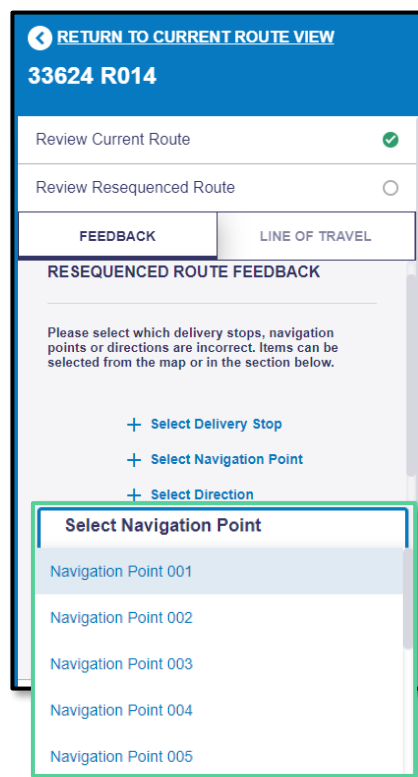 RETURN TO CURRENT ROUTE VIEW
33624 R014
Review Current Route
Review Resequenced Route
FEEDBACK LINE OF TRAVEL
RESEQUENCED ROUTE FEEDBACK
Please select which delivery stops, navigation
points or directions are incorrect. Items can be
selected from the map or in the section below.
+ Select Delivery Stop
+ Select Navigation Point
+ Select Direction
Select Navigation Point
Navigation Point 001
Navigation Point 002
Navigation Point 003
Navigation Point 004
Navigation Point 005